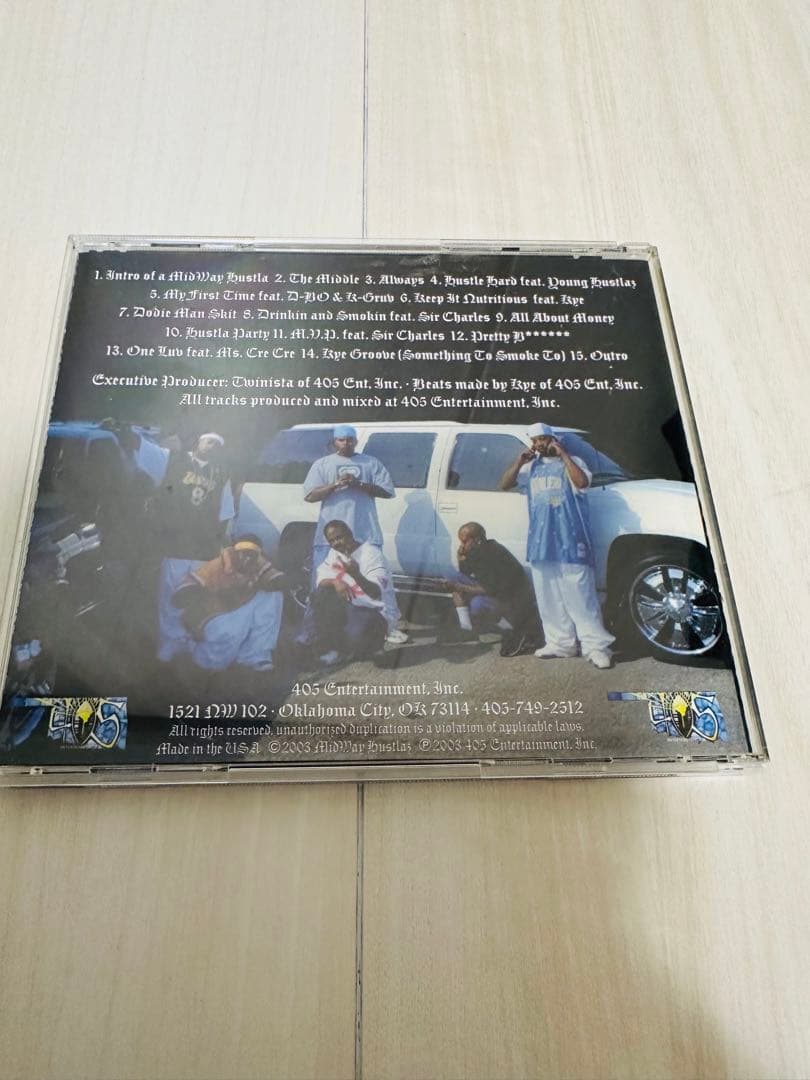 1. Intro of a MidWay Hustla 2. The Middle 3. Always 4. Hustle Hard feat. Young Hustlaz
5. My First Time feat. D-BO & K-Gruv 6. Keep It Nutritious feat. Kye
7. Dodie Man Skit 8. Drinkin and Smokin feat. Sir Charles 9. All About Money
10. Hustla Party 11. M.V.P. feat. Sir Charles 12. Pretty B******
13. One Luv feat. Ms. Cre Cre 14. Kye Groove (Something To Smoke To) 15. Outro
Executive Producer: Twinista of 405 Ent, Inc. · Beats made by Kye of 405 Ent, Inc.
All tracks produced and mixed at 405 Entertainment, Inc.
8
405 Entertainment, Inc.
1521 NW 102 · Oklahoma City, OK 73114 · 405-749-2512
All rights reserved, unauthorized duplication is a violation of applicable laws.
Made in the USA ©2003 MidWay Hustlaz ℗2003 405 Entertainment, Inc.